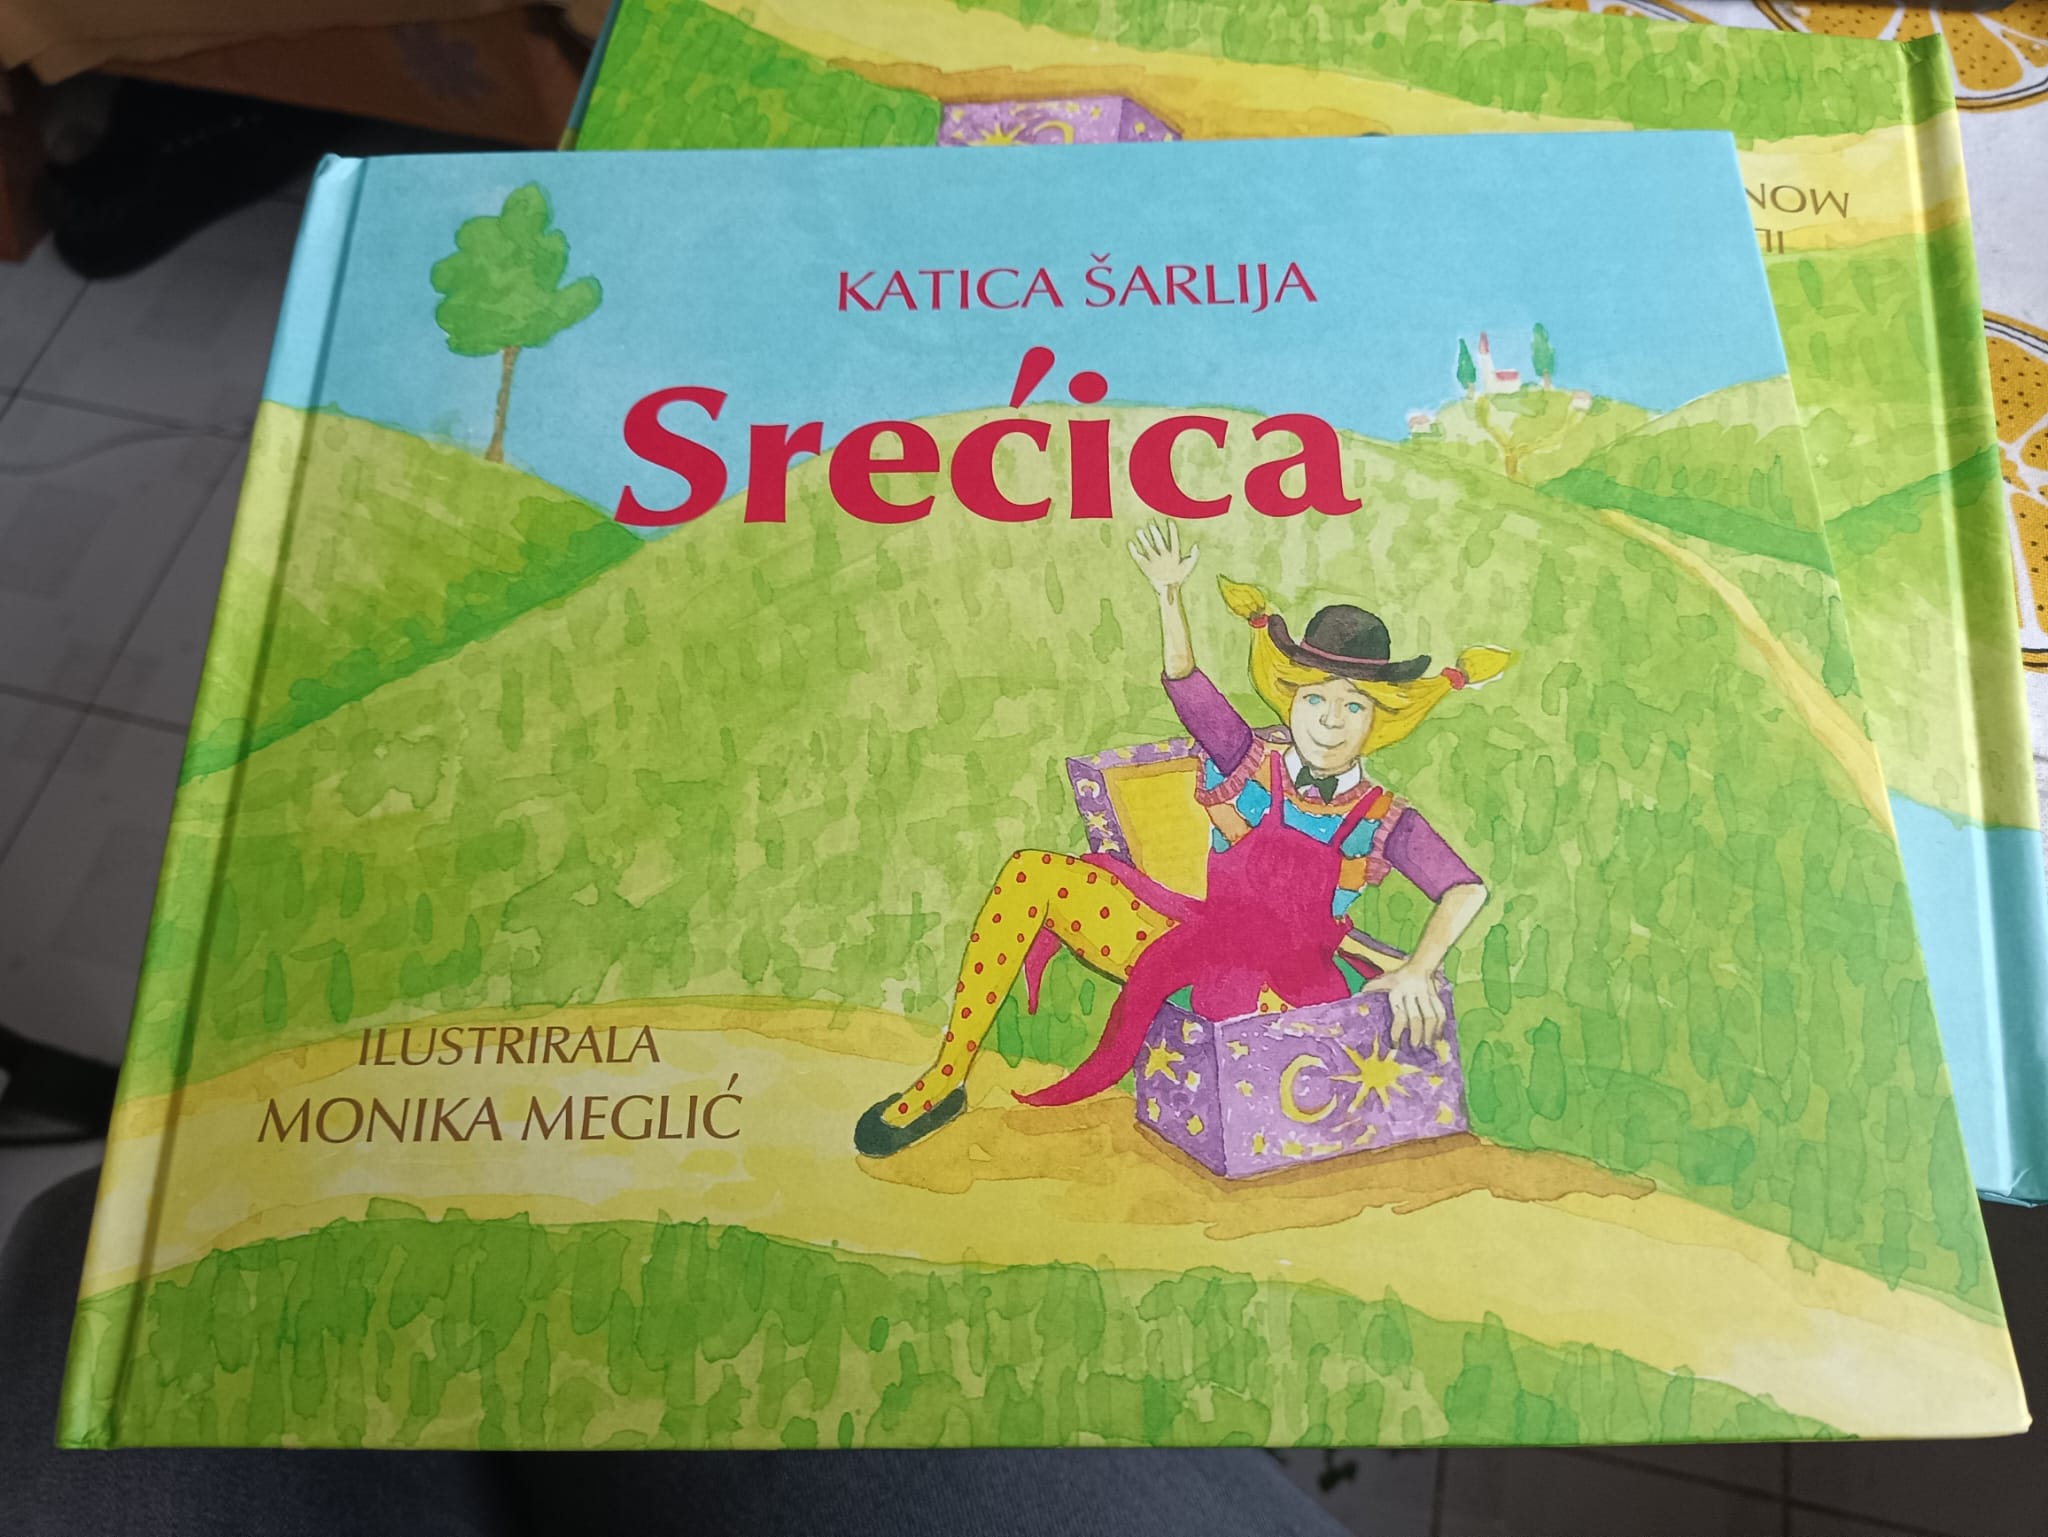 KATICA ŠARLIJA
Srećica
ILUSTRIRALA
MONIKA MEGLIĆ